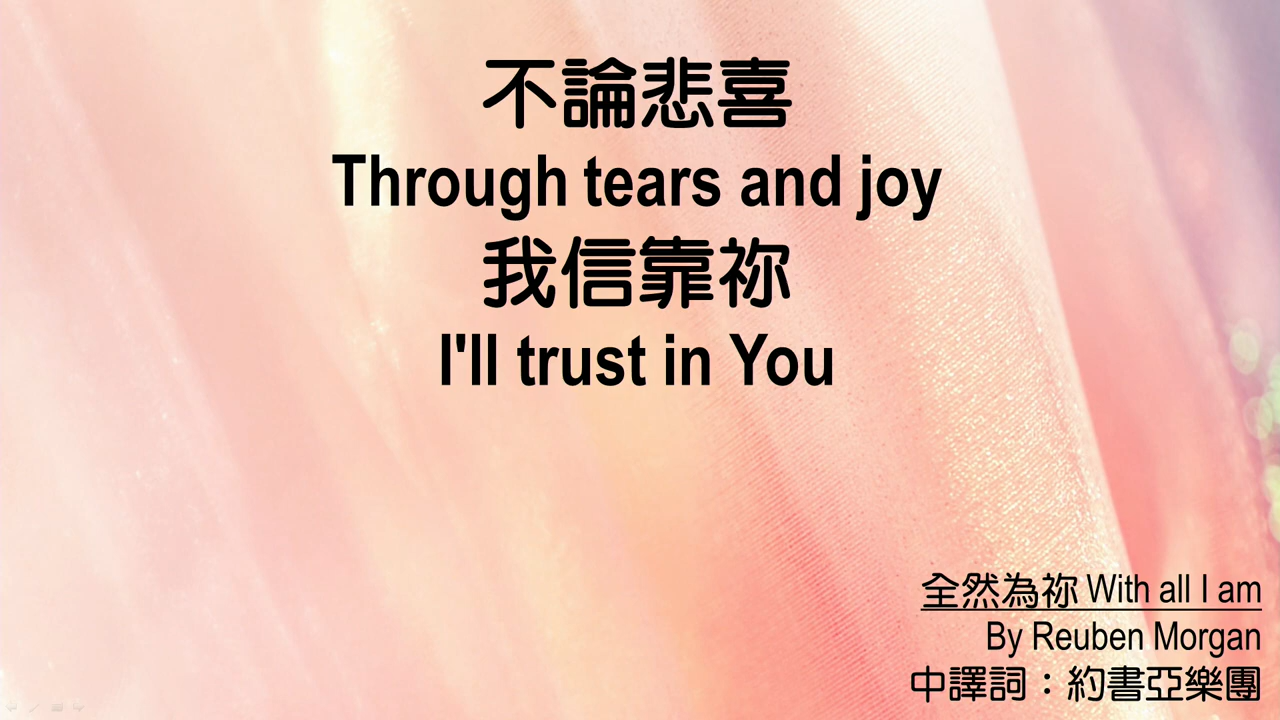 不論悲喜
Through tears and joy
我信靠祢
I'll trust in You
全然為祢 With all I am
By Reuben Morgan
中譯詞：約書亞樂團